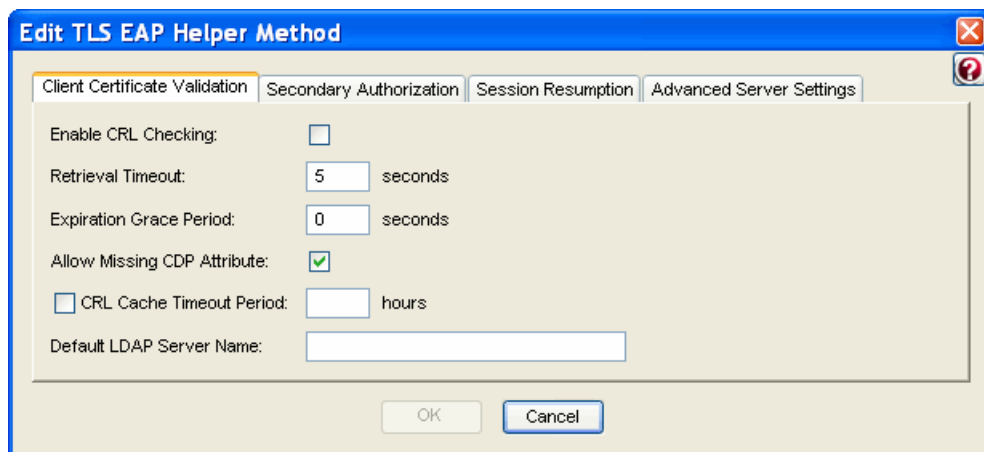 Edit TLS EAP Helper Method
Client Certificate Validation Secondary Authorization Session Resumption Advanced Server Settings
Enable CRL Checking:
Retrieval Timeout: 5 seconds
Expiration Grace Period: 0 seconds
Allow Missing CDP Attribute:
CRL Cache Timeout Period: hours
Default LDAP Server Name:
OK Cancel